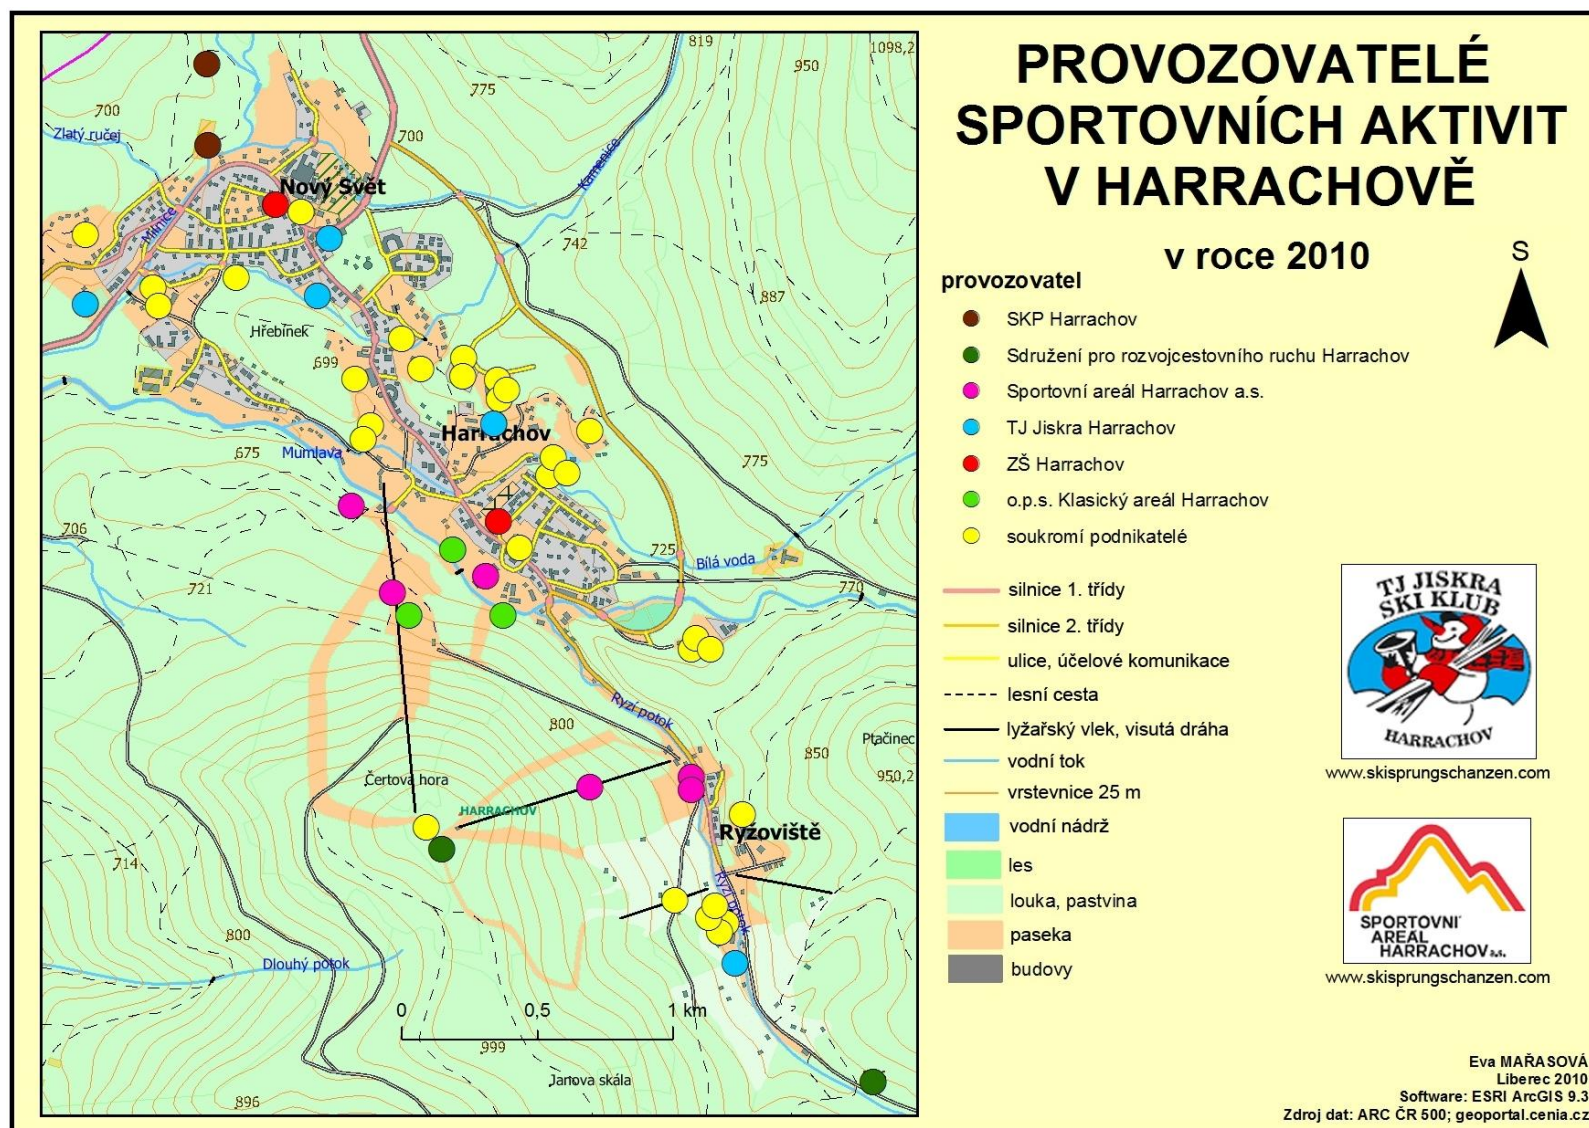 PROVOZOVATELÉ
SPORTOVNÍCH AKTIVIT
V HARRACHOVĚ
v roce 2010
S
provozovatel
SKP Harrachov
Sdružení pro rozvojcestovního ruchu Harrachov
Sportovní areál Harrachov a.s.
TJ Jiskra Harrachov
ZŠ Harrachov
o.p.s. Klasický areál Harrachov
soukromí podnikatelé
silnice 1. třídy
silnice 2. třídy
ulice, účelové komunikace
lesní cesta
lyžařský vlek, visutá dráha
vodní tok
vrstevnice 25 m
vodní nádrž
les
louka, pastvina
paseka
budovy
TJ JISKRA
SKI KLUB
HARRACHOV
www.skisprungschanzen.com
SPORTOVNÍ
AREÁL
HARRACHOV a.s.
www.skisprungschanzen.com
Eva MAŘASOVÁ
Liberec 2010
Software: ESRI ArcGIS 9.3
Zdroj dat: ARC ČR 500; geoportal.cenia.cz
819
1098,2
950
775
700
Zlatý ručej
700
Kamenice
Nový Svět
Milnice
742
887
Hřebínek
699
Harrachov
675
Mumlava
775
706
725
Bílá voda
721
770
Ryzí potok
800
850
Ptačinec
950,2
Čertova hora
HARRACHOV
Ryžoviště
714
Ryzí potok
800
Dlouhý potok
0
0,5
1 km
999
Janova skála
896